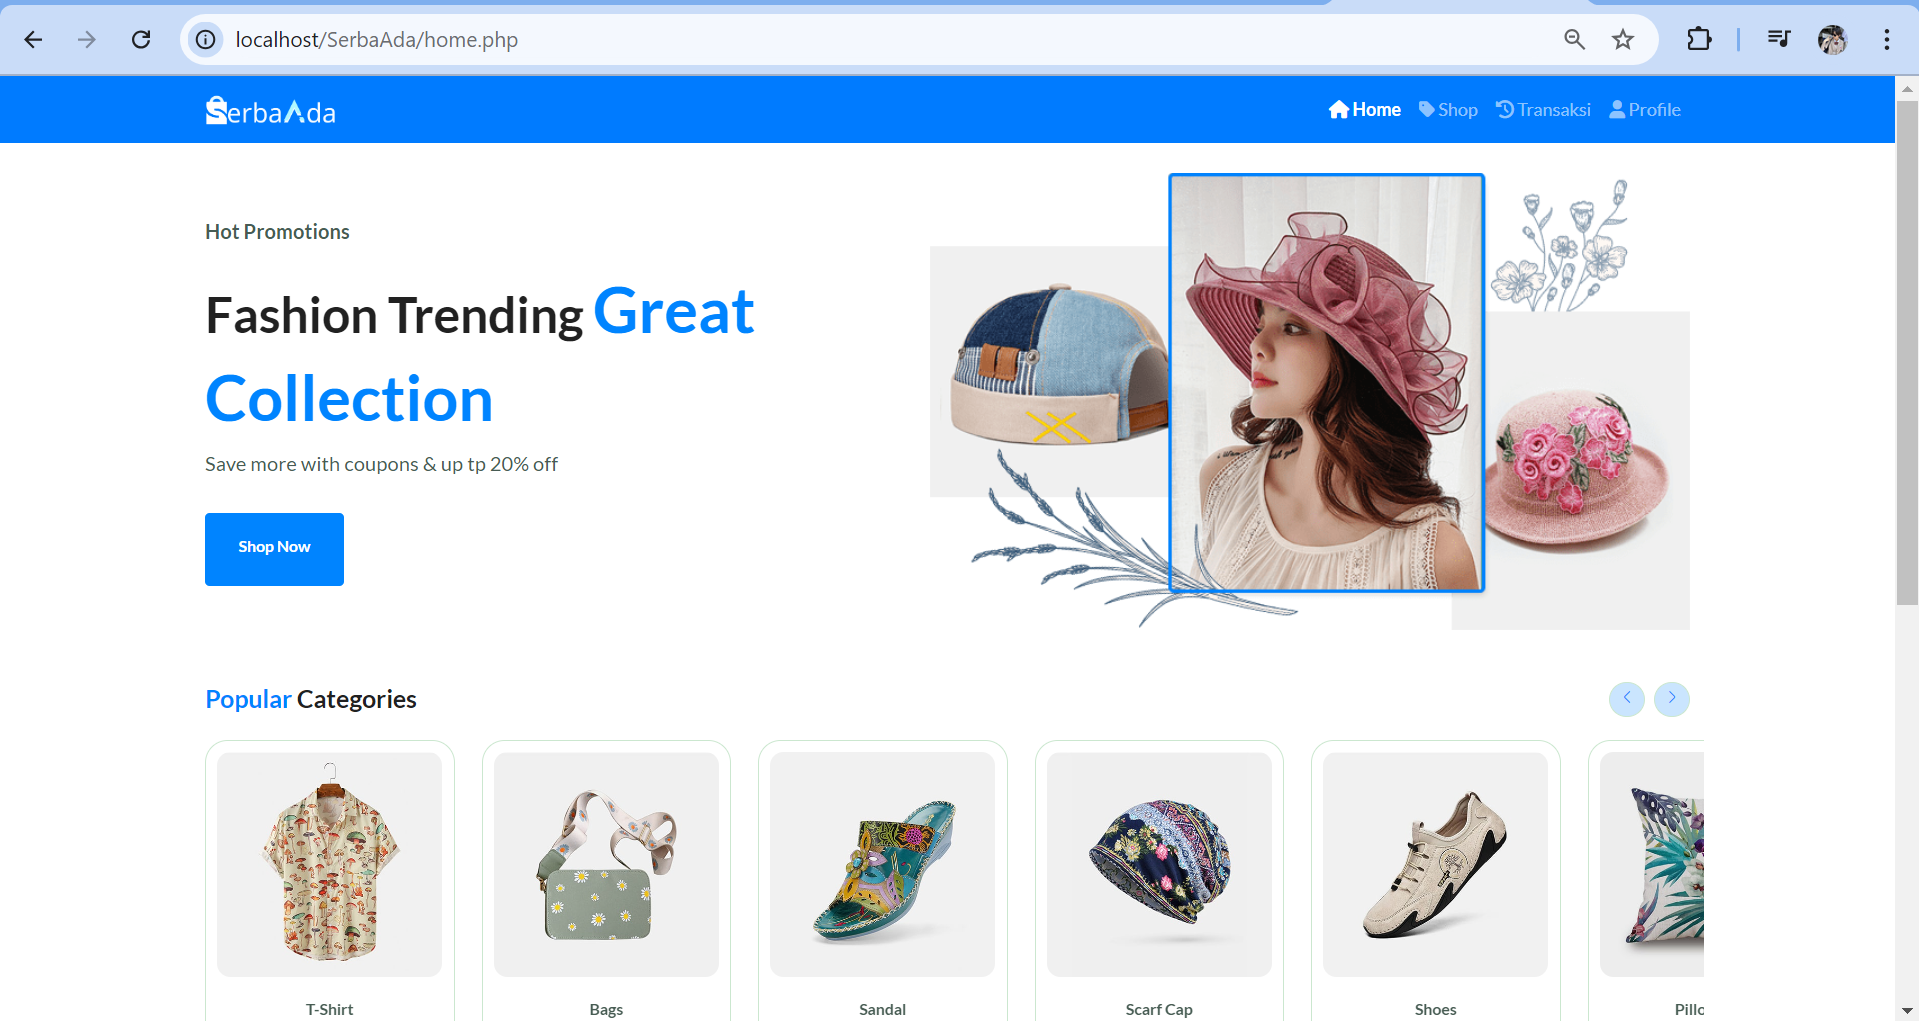 localhost/SerbaAda/home.php
SerbaAda
Home Shop Transaksi Profile
Hot Promotions
Fashion Trending Great
Collection
Save more with coupons & up tp 20% off
Shop Now
Popular Categories
T-Shirt Bags Sandal Scarf Cap Shoes Pillo